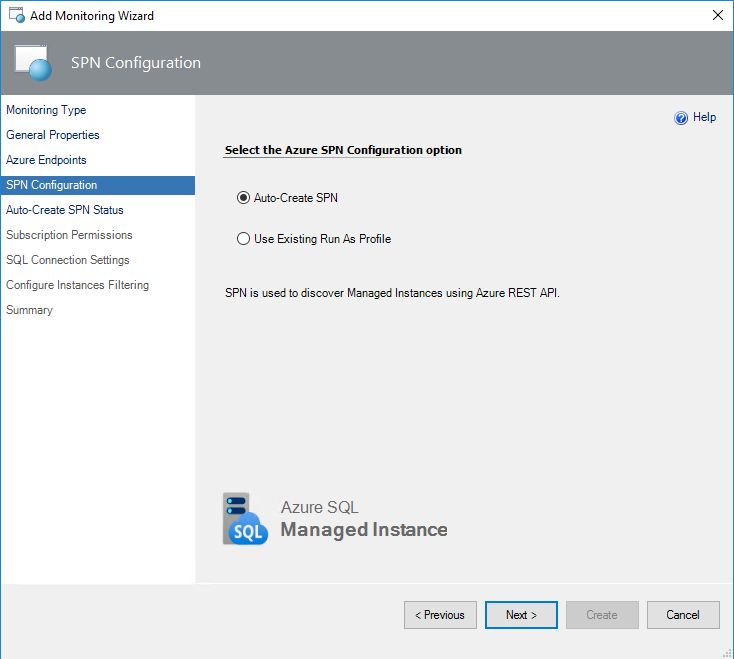 Add Monitoring Wizard
SPN Configuration
Monitoring Type
General Properties
Azure Endpoints
SPN Configuration
Auto-Create SPN Status
Subscription Permissions
SQL Connection Settings
Configure Instances Filtering
Summary
Help
Select the Azure SPN Configuration option
Auto-Create SPN
Use Existing Run As Profile
SPN is used to discover Managed Instances using Azure REST API.
SQL
Azure SQL
Managed Instance
< Previous
Next >
Create
Cancel